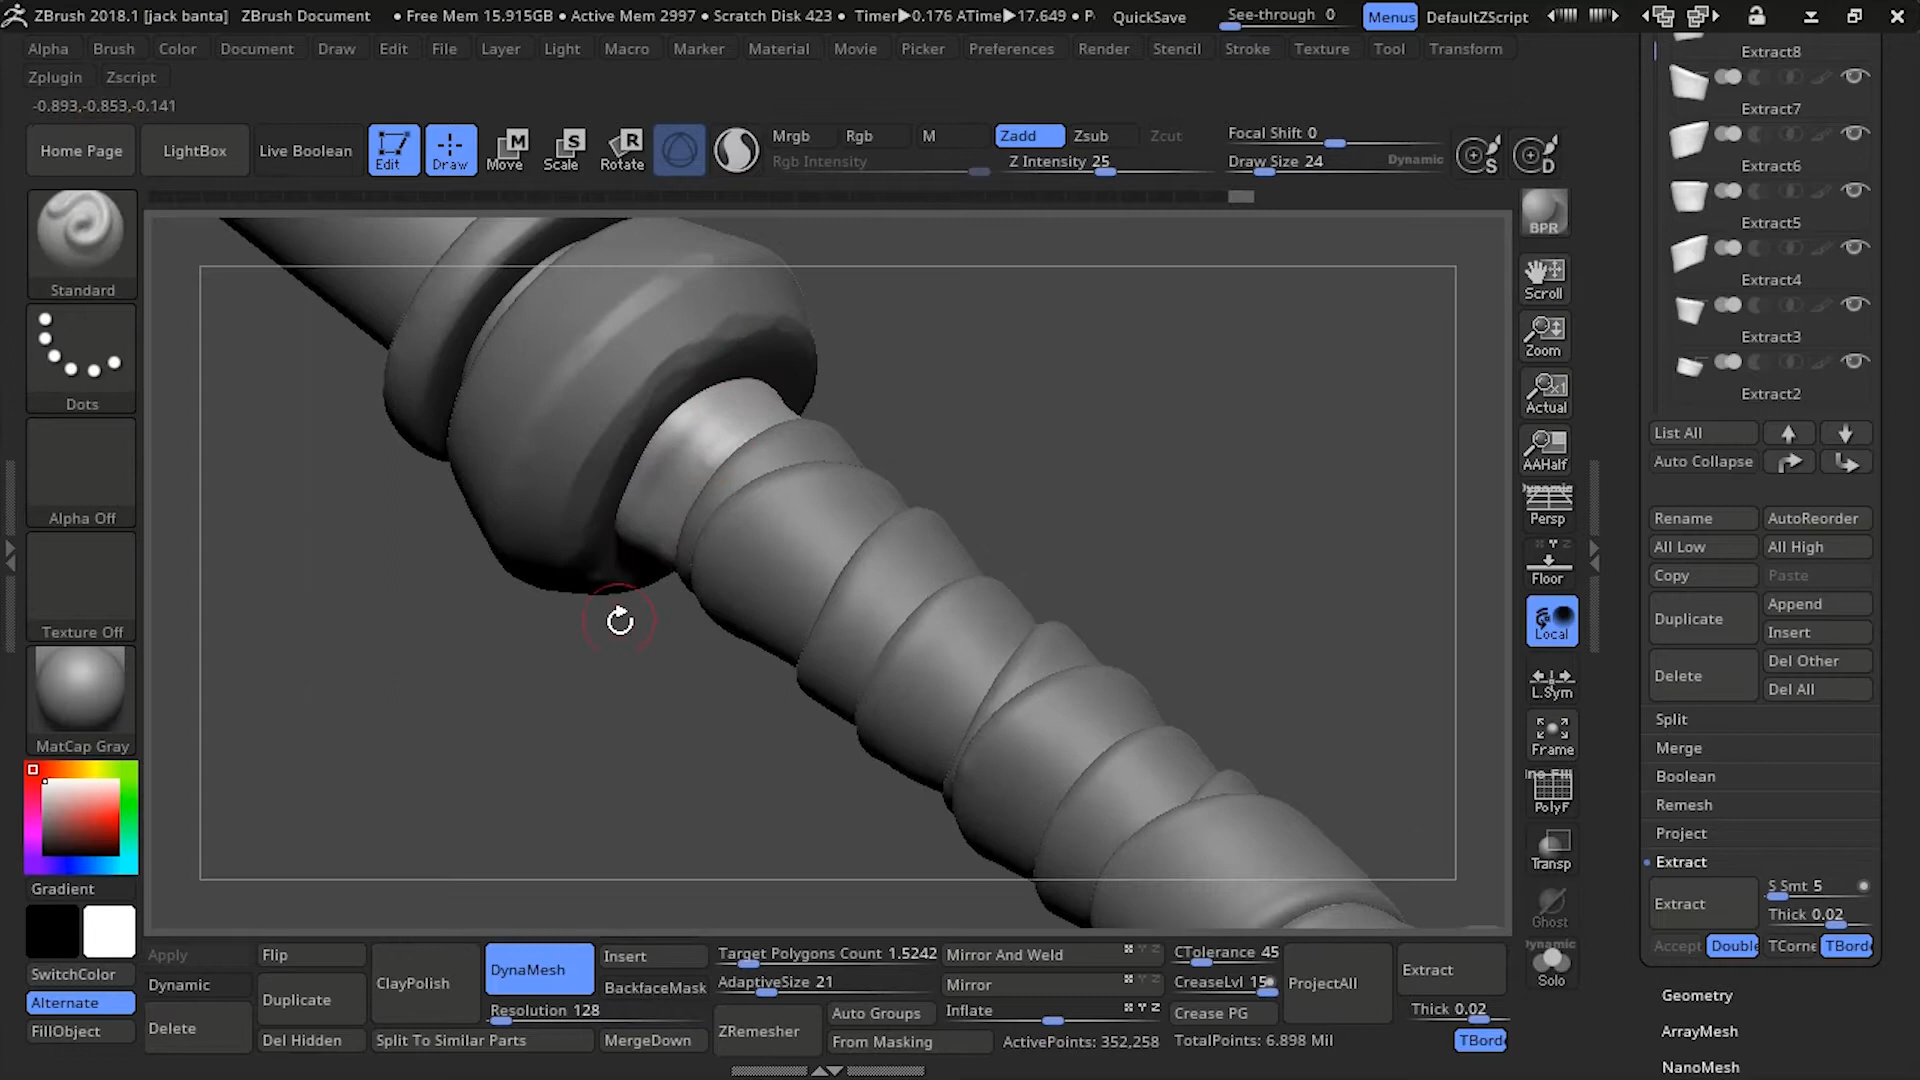 ZBrush 2018.1 [jack banta] ZBrush Document • Free Mem 15.915GB • Active Mem 2997 • Scratch Disk 423 • Timer▶0.176 ATime▶17.649 • P QuickSave See-through 0 Menus DefaultZScript
Alpha Brush Color Document Draw Edit File Layer Light Macro Marker Material Movie Picker Preferences Render Stencil Stroke Texture Tool Transform
Zplugin Zscript
-0.893,-0.853,-0.141
Home Page LightBox Live Boolean Edit Draw Move Scale Rotate
Mrgb Rgb M Zadd Zsub Zcut Focal Shift 0
Rgb Intensity Z Intensity 25 Draw Size 24 Dynamic
S D
Standard
Dots
Alpha Off
Texture Off
MatCap Gray
Gradient
SwitchColor
Alternate
FillObject
BPR
Scroll
Zoom
Actual
AAHalf
Dynamic
Persp
Floor
Local
L.Sym
Frame
PolyF
Transp
Ghost
Dynamic
Solo
Extract8
Extract7
Extract6
Extract5
Extract4
Extract3
Extract2
List All
Auto Collapse
Rename AutoReorder
All Low All High
Copy Paste
Duplicate Append
Insert
Delete Del Other
Del All
Split
Merge
Boolean
Remesh
Project
Extract
Extract S Smt 5
Thick 0.02
Accept Double TCorne TBorde
Geometry
ArrayMesh
NanoMesh
Apply Flip ClayPolish DynaMesh Insert Target Polygons Count 1.5242 Mirror And Weld CTolerance 45 ProjectAll Extract
Dynamic Duplicate BackfaceMask AdaptiveSize 21 Mirror CreaseLvl 15
Resolution 128 Auto Groups Inflate Crease PG Thick 0.02
Delete Del Hidden Split To Similar Parts MergeDown ZRemesher From Masking ActivePoints: 352,258 TotalPoints: 6.898 Mil TBorde